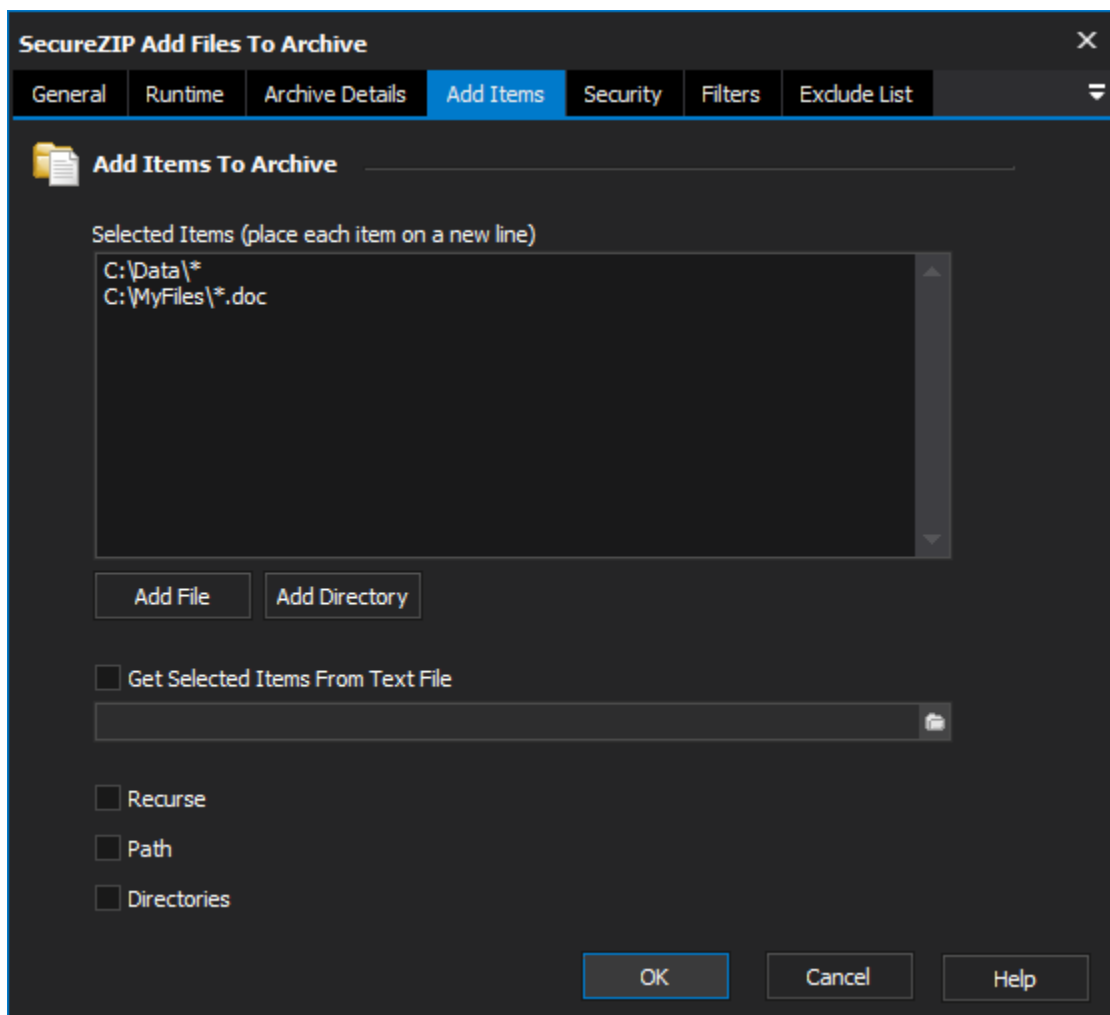 SecureZIP Add Files To Archive
General Runtime Archive Details Add Items Security Filters Exclude List
Add Items To Archive
Selected Items (place each item on a new line)
C:\Data\*
C:\MyFiles\*.doc
Add File Add Directory
Get Selected Items From Text File
Recurse
Path
Directories
OK Cancel Help